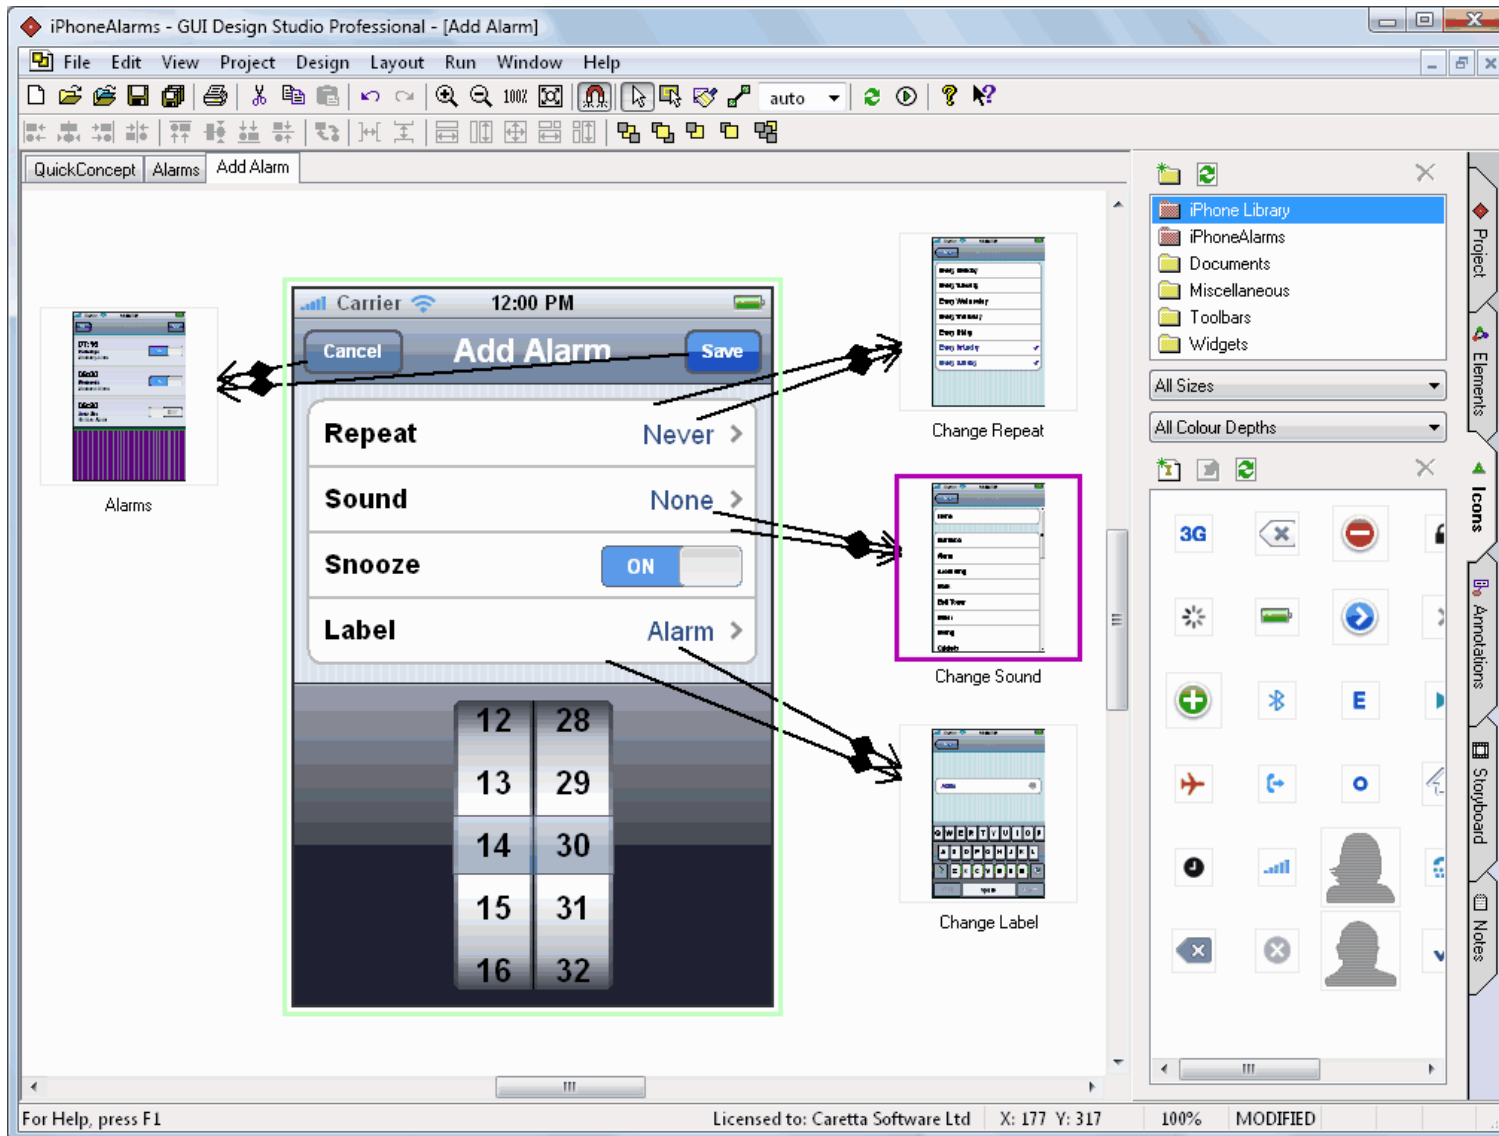 iPhoneAlarms - GUI Design Studio Professional - [Add Alarm]
File Edit View Project Design Layout Run Window Help
100% auto
QuickConcept Alarms Add Alarm
iPhone Library
iPhoneAlarms
Documents
Miscellaneous
Toolbars
Widgets
All Sizes
All Colour Depths
Project
Elements
Icons
Annotations
Storyboard
Notes
3G
E
Alarms
Carrier 12:00 PM
Cancel Add Alarm Save
Repeat Never
Sound None
Snooze ON
Label Alarm
12 28
13 29
14 30
15 31
16 32
Change Repeat
Change Sound
Q W E R T Y U I O P
Change Label
For Help, press F1
Licensed to: Caretta Software Ltd X: 177 Y: 317 100% MODIFIED